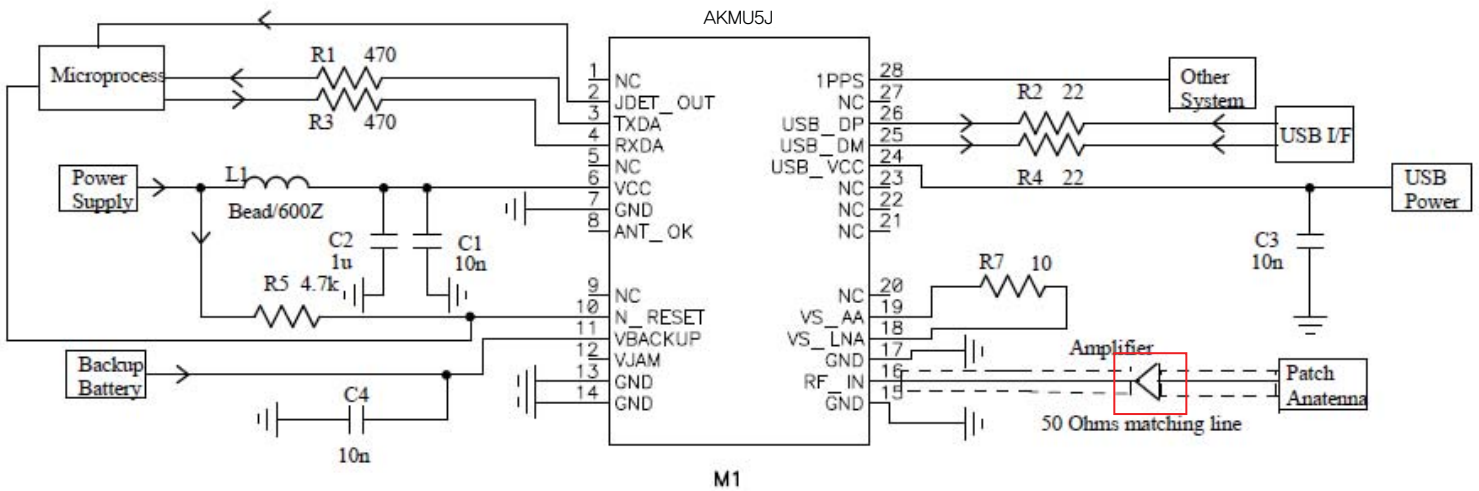 AKMU5J
Microprocess
R1 470
R3 470
Power
Supply
L1
Bead/600Z
C2
1u
C1
10n
R5 4.7k
Backup
Battery
C4
10n
1 NC
2 JDET_OUT
3 TXDA
4 RXDA
5 NC
6 VCC
7 GND
8 ANT_OK
9 NC
10 N_RESET
11 VBACKUP
12 VJAM
13 GND
14 GND
1PPS 28
NC 27
USB_DP 26
USB_DM 25
USB_VCC 24
NC 23
NC 22
NC 21
NC 20
VS_AA 19
VS_LNA 18
GND 17
RF_IN 16
GND 15
Other
System
R2 22
USB I/F
R4 22
USB
Power
C3
10n
R7 10
Amplifier
Patch
Anatenna
50 Ohms matching line
M1